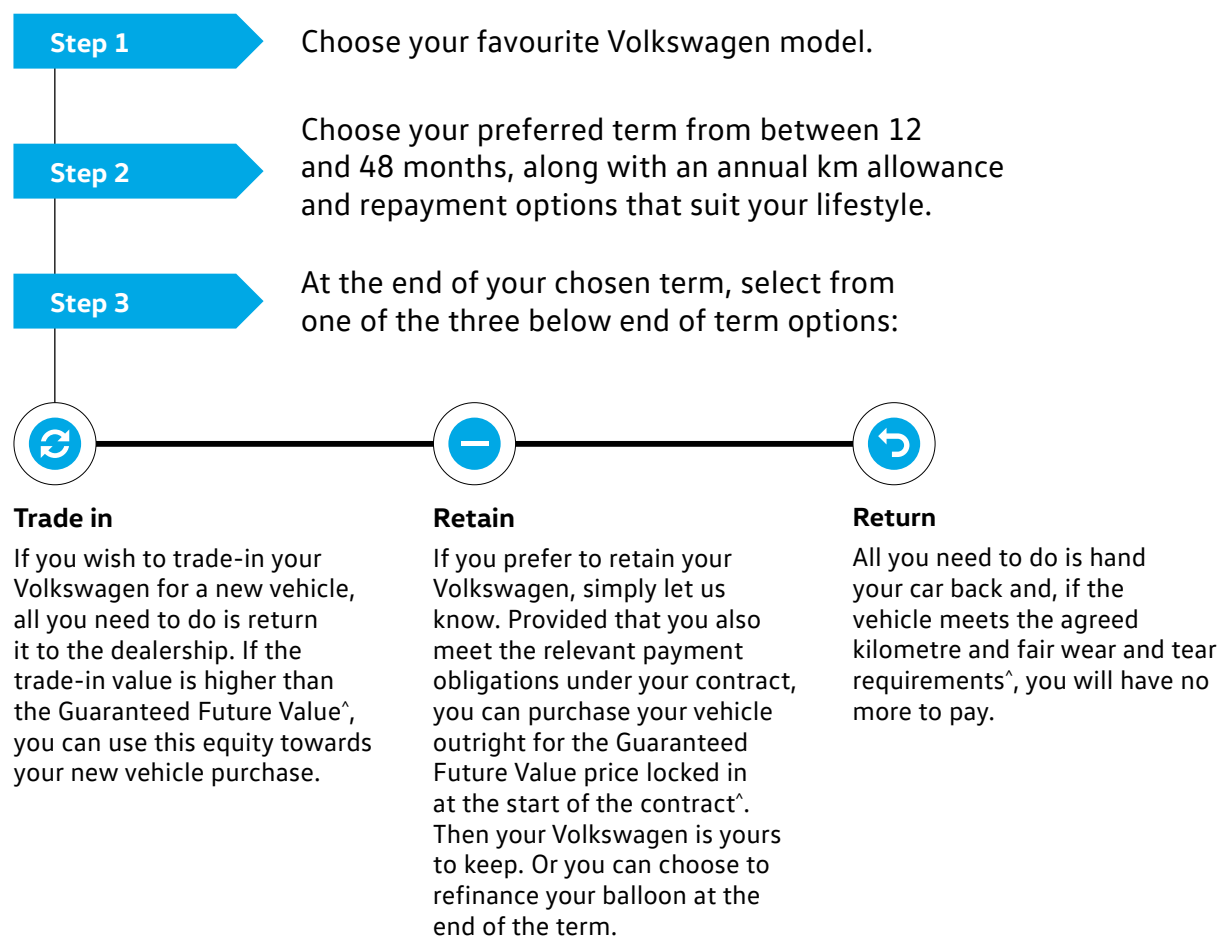 Step 1
Choose your favourite Volkswagen model.
Step 2
Choose your preferred term from between 12
and 48 months, along with an annual km allowance
and repayment options that suit your lifestyle.
Step 3
At the end of your chosen term, select from
one of the three below end of term options:
Trade in
If you wish to trade-in your
Volkswagen for a new vehicle,
all you need to do is return
it to the dealership. If the
trade-in value is higher than
the Guaranteed Future Value^,
you can use this equity towards
your new vehicle purchase.
Retain
If you prefer to retain your
Volkswagen, simply let us
know. Provided that you also
meet the relevant payment
obligations under your contract,
you can purchase your vehicle
outright for the Guaranteed
Future Value price locked in
at the start of the contract^.
Then your Volkswagen is yours
to keep. Or you can choose to
refinance your balloon at the
end of the term.
Return
All you need to do is hand
your car back and, if the
vehicle meets the agreed
kilometre and fair wear and tear
requirements^, you will have no
more to pay.